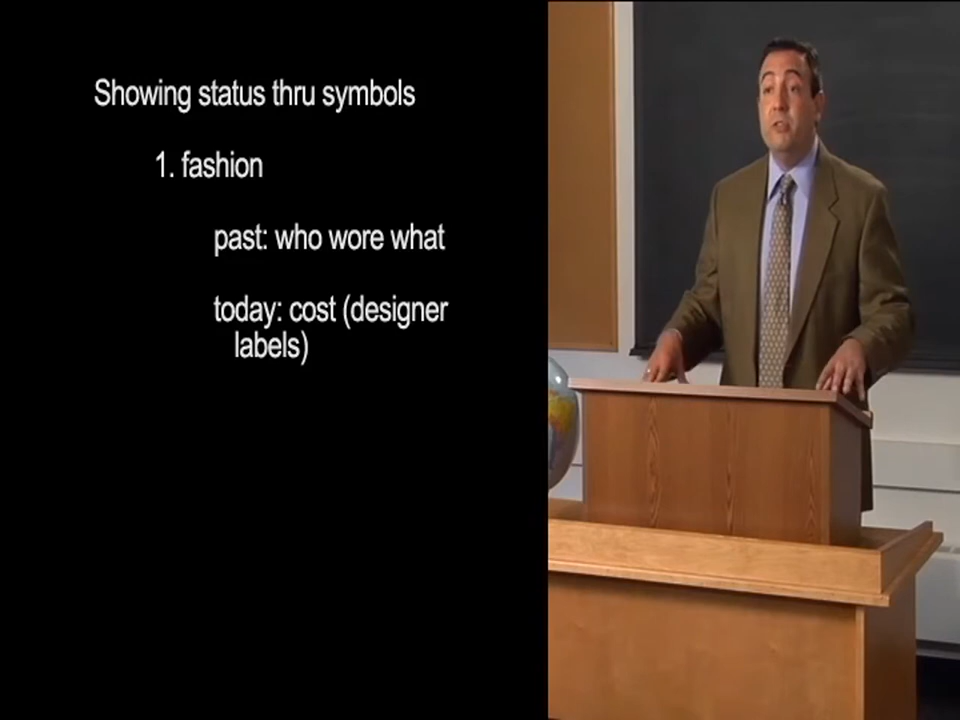 Showing status thru symbols
1. fashion
past: who wore what
today: cost (designer
labels)